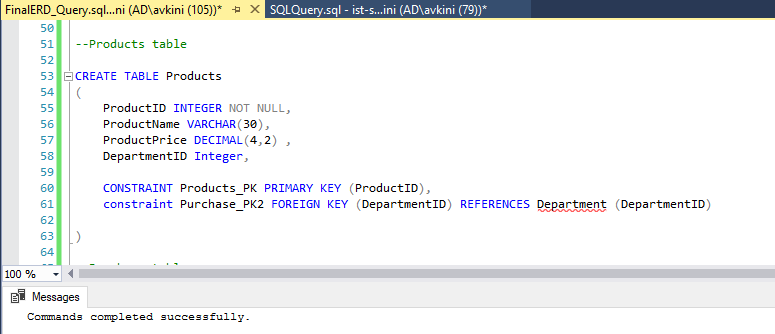 FinalERD_Query.sql...ni (AD\avkini (105))* SQLQuery.sql - ist-s...ini (AD\avkini (79))*
50
51 --Products table
52
53 CREATE TABLE Products
54 (
55 ProductID INTEGER NOT NULL,
56 ProductName VARCHAR(30),
57 ProductPrice DECIMAL(4,2) ,
58 DepartmentID Integer,
59
60 CONSTRAINT Products_PK PRIMARY KEY (ProductID),
61 constraint Purchase_PK2 FOREIGN KEY (DepartmentID) REFERENCES Department (DepartmentID)
62
63 )
64
100 %
Messages
Commands completed successfully.